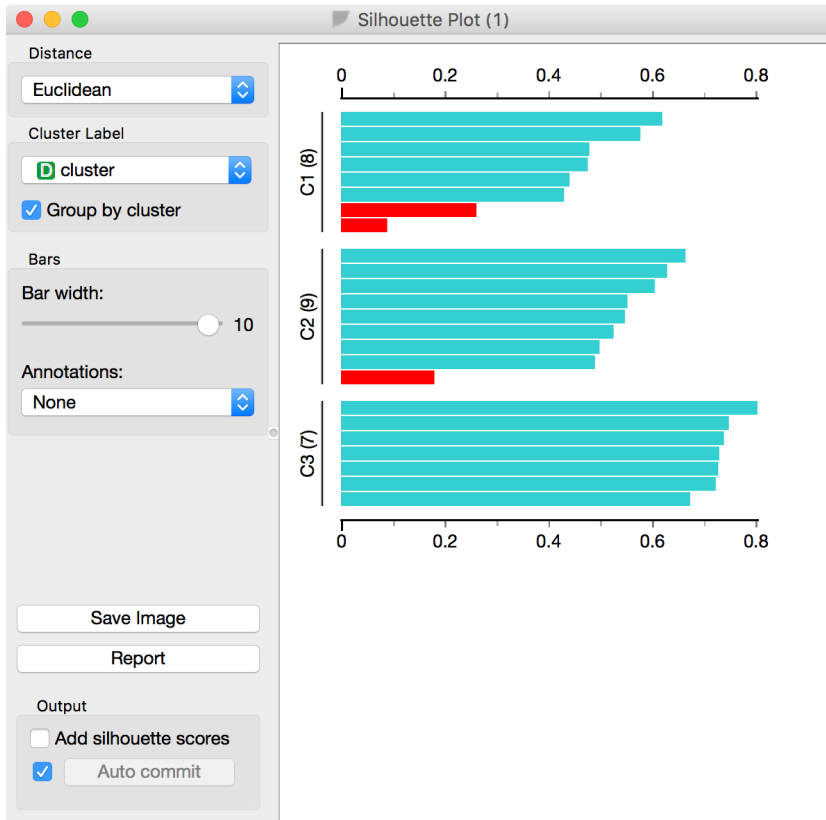 Silhouette Plot (1)
Distance
Euclidean
Cluster Label
D cluster
Group by cluster
Bars
Bar width:
10
Annotations:
None
Save Image
Report
Output
Add silhouette scores
Auto commit
0 0.2 0.4 0.6 0.8
C1 (8)
C2 (9)
C3 (7)
0 0.2 0.4 0.6 0.8